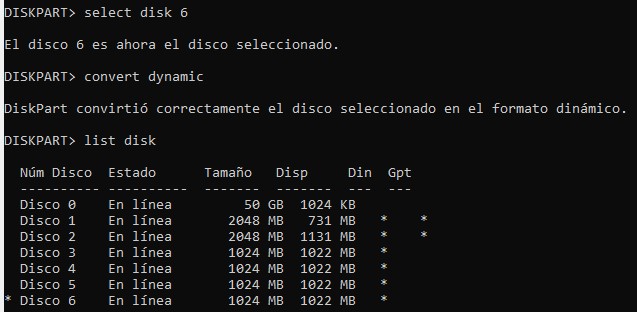 DISKPART> select disk 6
El disco 6 es ahora el disco seleccionado.
DISKPART> convert dynamic
DiskPart convirtió correctamente el disco seleccionado en el formato dinámico.
DISKPART> list disk
  Núm Disco  Estado      Tamaño   Disp     Din  Gpt
  ---------- ----------  -------  -------  ---  ---
  Disco 0    En línea        50 GB  1024 KB
  Disco 1    En línea      2048 MB   731 MB   *    *
  Disco 2    En línea      2048 MB  1131 MB   *    *
  Disco 3    En línea      1024 MB  1022 MB   *
  Disco 4    En línea      1024 MB  1022 MB   *
  Disco 5    En línea      1024 MB  1022 MB   *
* Disco 6    En línea      1024 MB  1022 MB   *